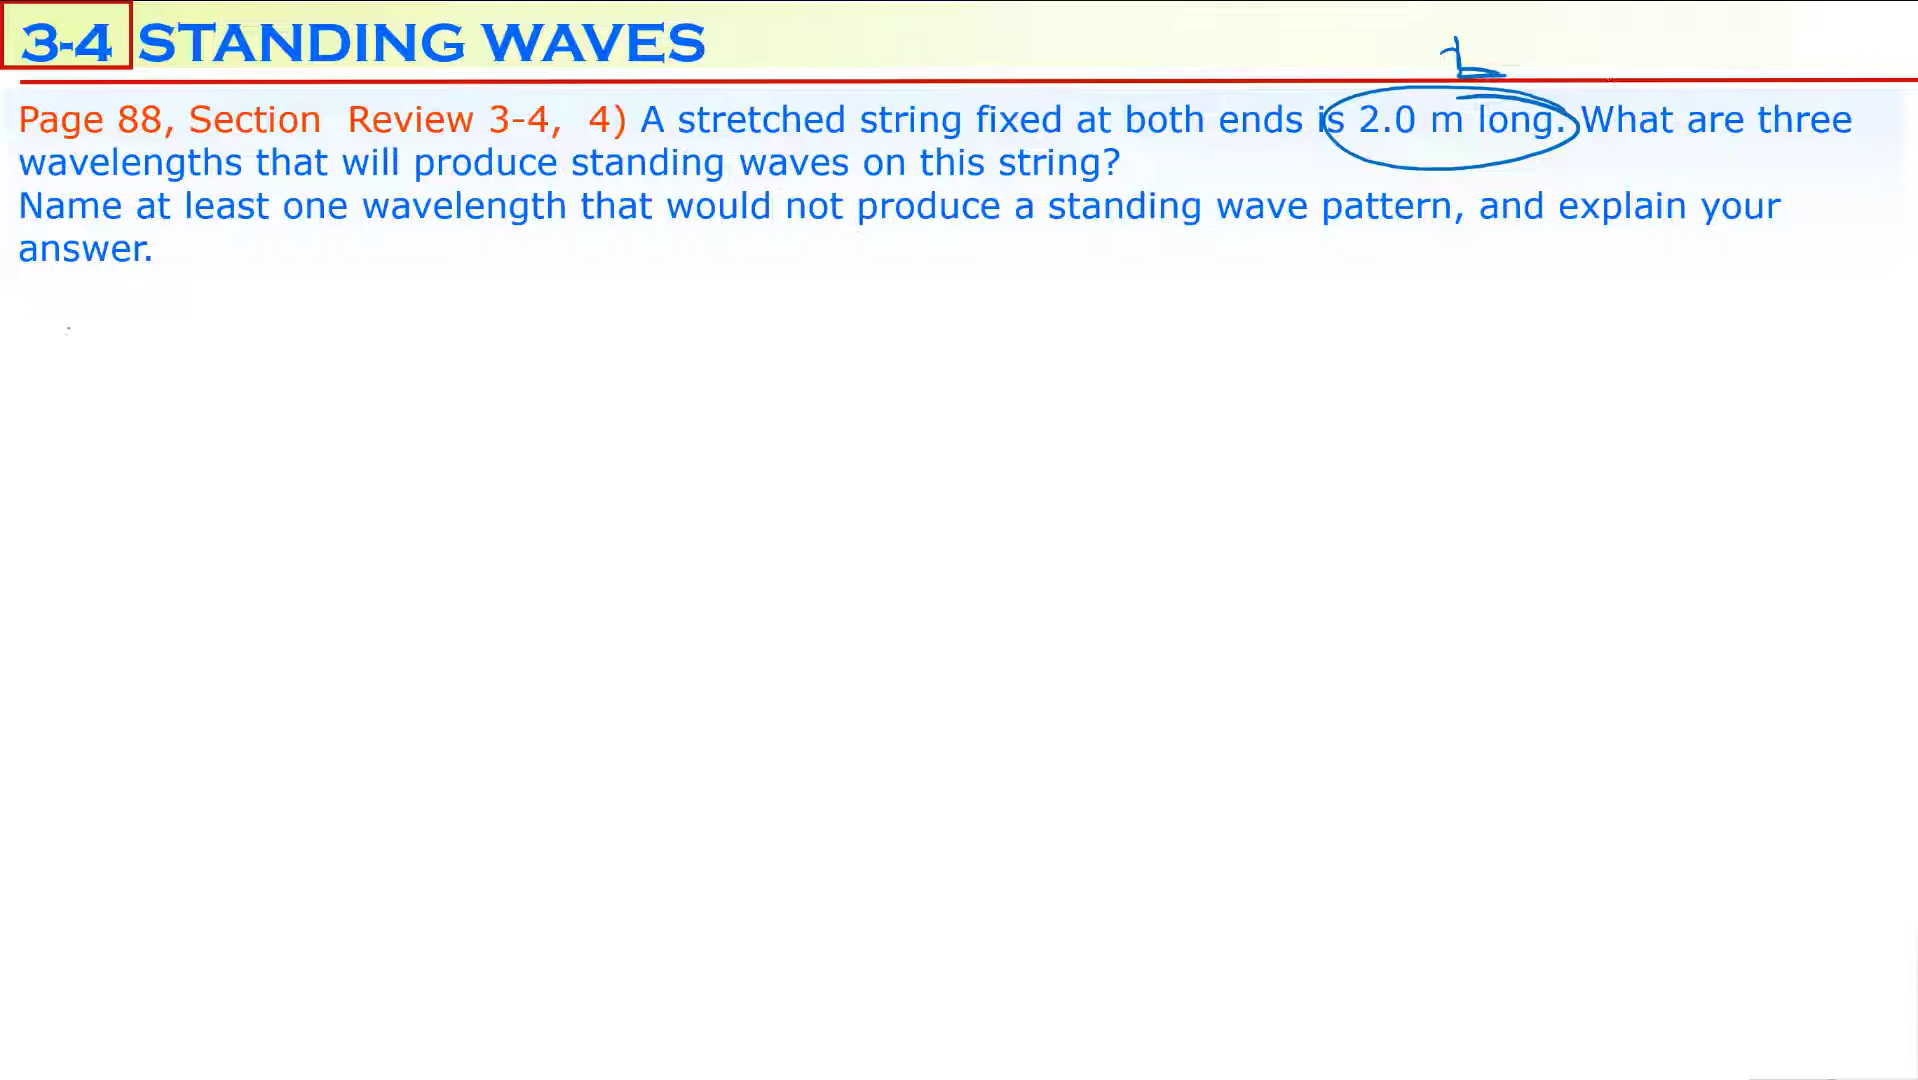 3-4 STANDING WAVES
L
Page 88, Section Review 3-4, 4) A stretched string fixed at both ends is 2.0 m long. What are three
wavelengths that will produce standing waves on this string?
Name at least one wavelength that would not produce a standing wave pattern, and explain your
answer.